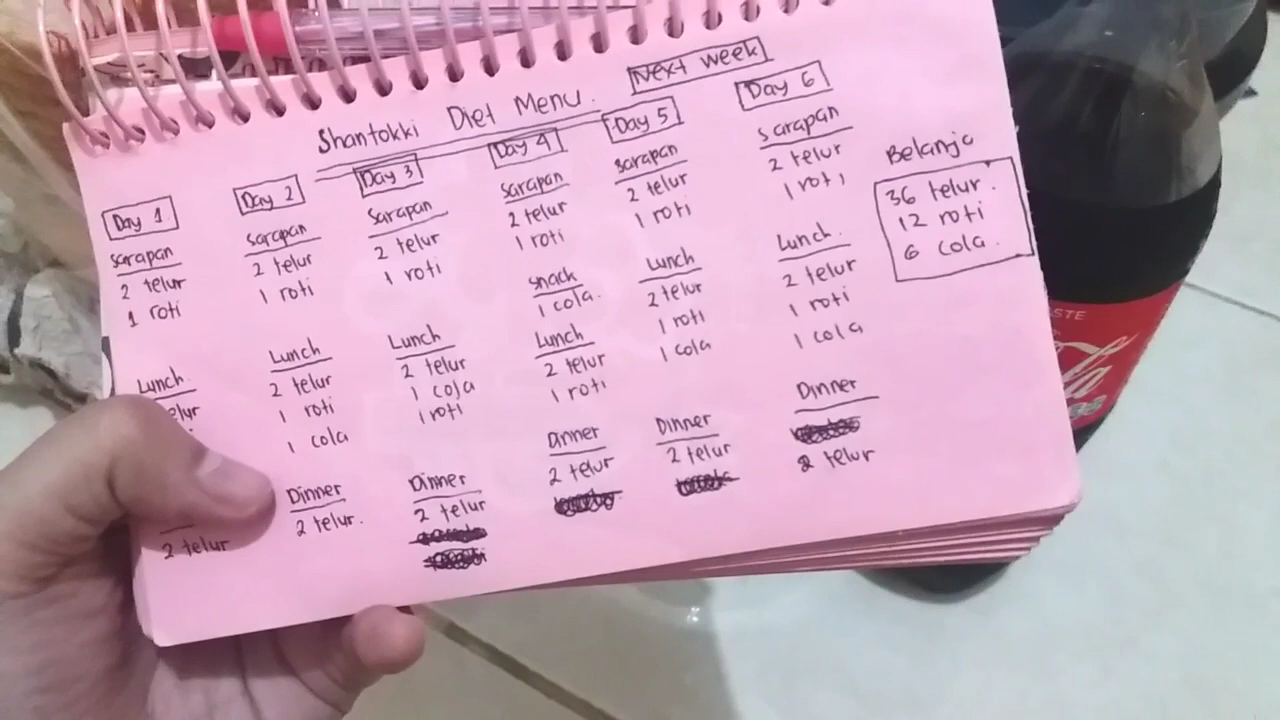 Shantokki Diet Menu.
Next week
Day 1
Sarapan
2 telur
1 roti
Lunch.
telur
2 telur
Day 2
Sarapan
2 telur
1 roti
Lunch
2 telur
1 roti
1 cola
Dinner
2 telur.
Day 3
Sarapan
2 telur
1 roti
Lunch
2 telur
1 cola
1 roti
Dinner
2 telur
Day 4
Sarapan
2 telur
1 roti
Snack
1 cola.
Lunch
2 telur
1 roti
Dinner
2 telur
Day 5
Sarapan
2 telur
1 roti
Lunch
2 telur
1 roti
1 cola
Dinner
2 telur
Day 6
Sarapan
2 telur
1 roti
Lunch.
2 telur
1 roti
1 cola
Dinner
2 telur
Belanja
36 telur.
12 roti
6 cola.